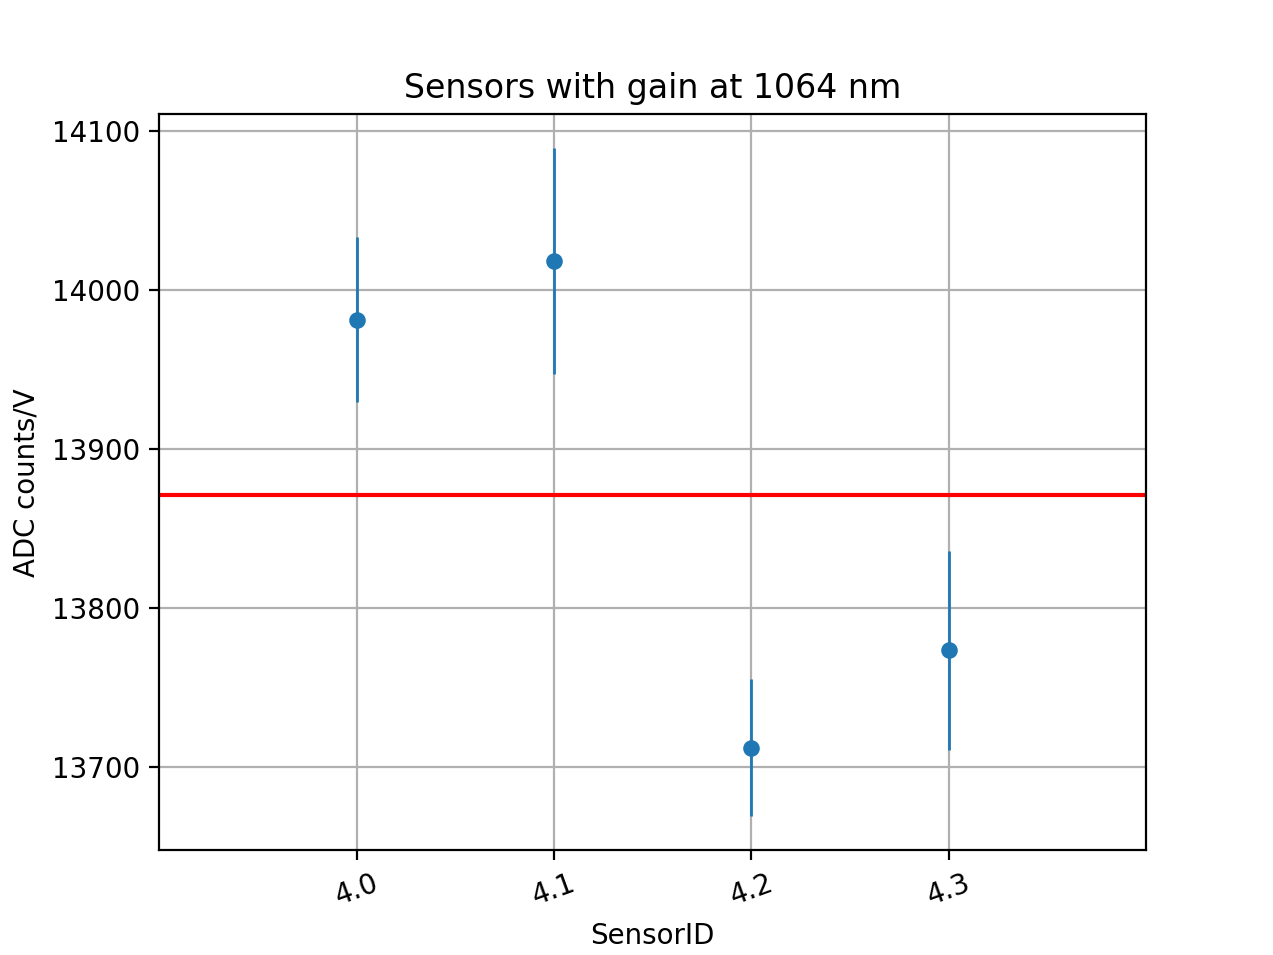 Sensors with gain at 1064 nm
14100
14000
13900
13800
13700
ADC counts/V
4.0 4.1 4.2 4.3
SensorID